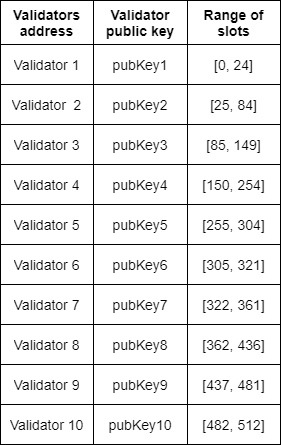 Validators address Validator public key Range of slots
Validator 1 pubKey1 [0, 24]
Validator 2 pubKey2 [25, 84]
Validator 3 pubKey3 [85, 149]
Validator 4 pubKey4 [150, 254]
Validator 5 pubKey5 [255, 304]
Validator 6 pubKey6 [305, 321]
Validator 7 pubKey7 [322, 361]
Validator 8 pubKey8 [362, 436]
Validator 9 pubKey9 [437, 481]
Validator 10 pubKey10 [482, 512]